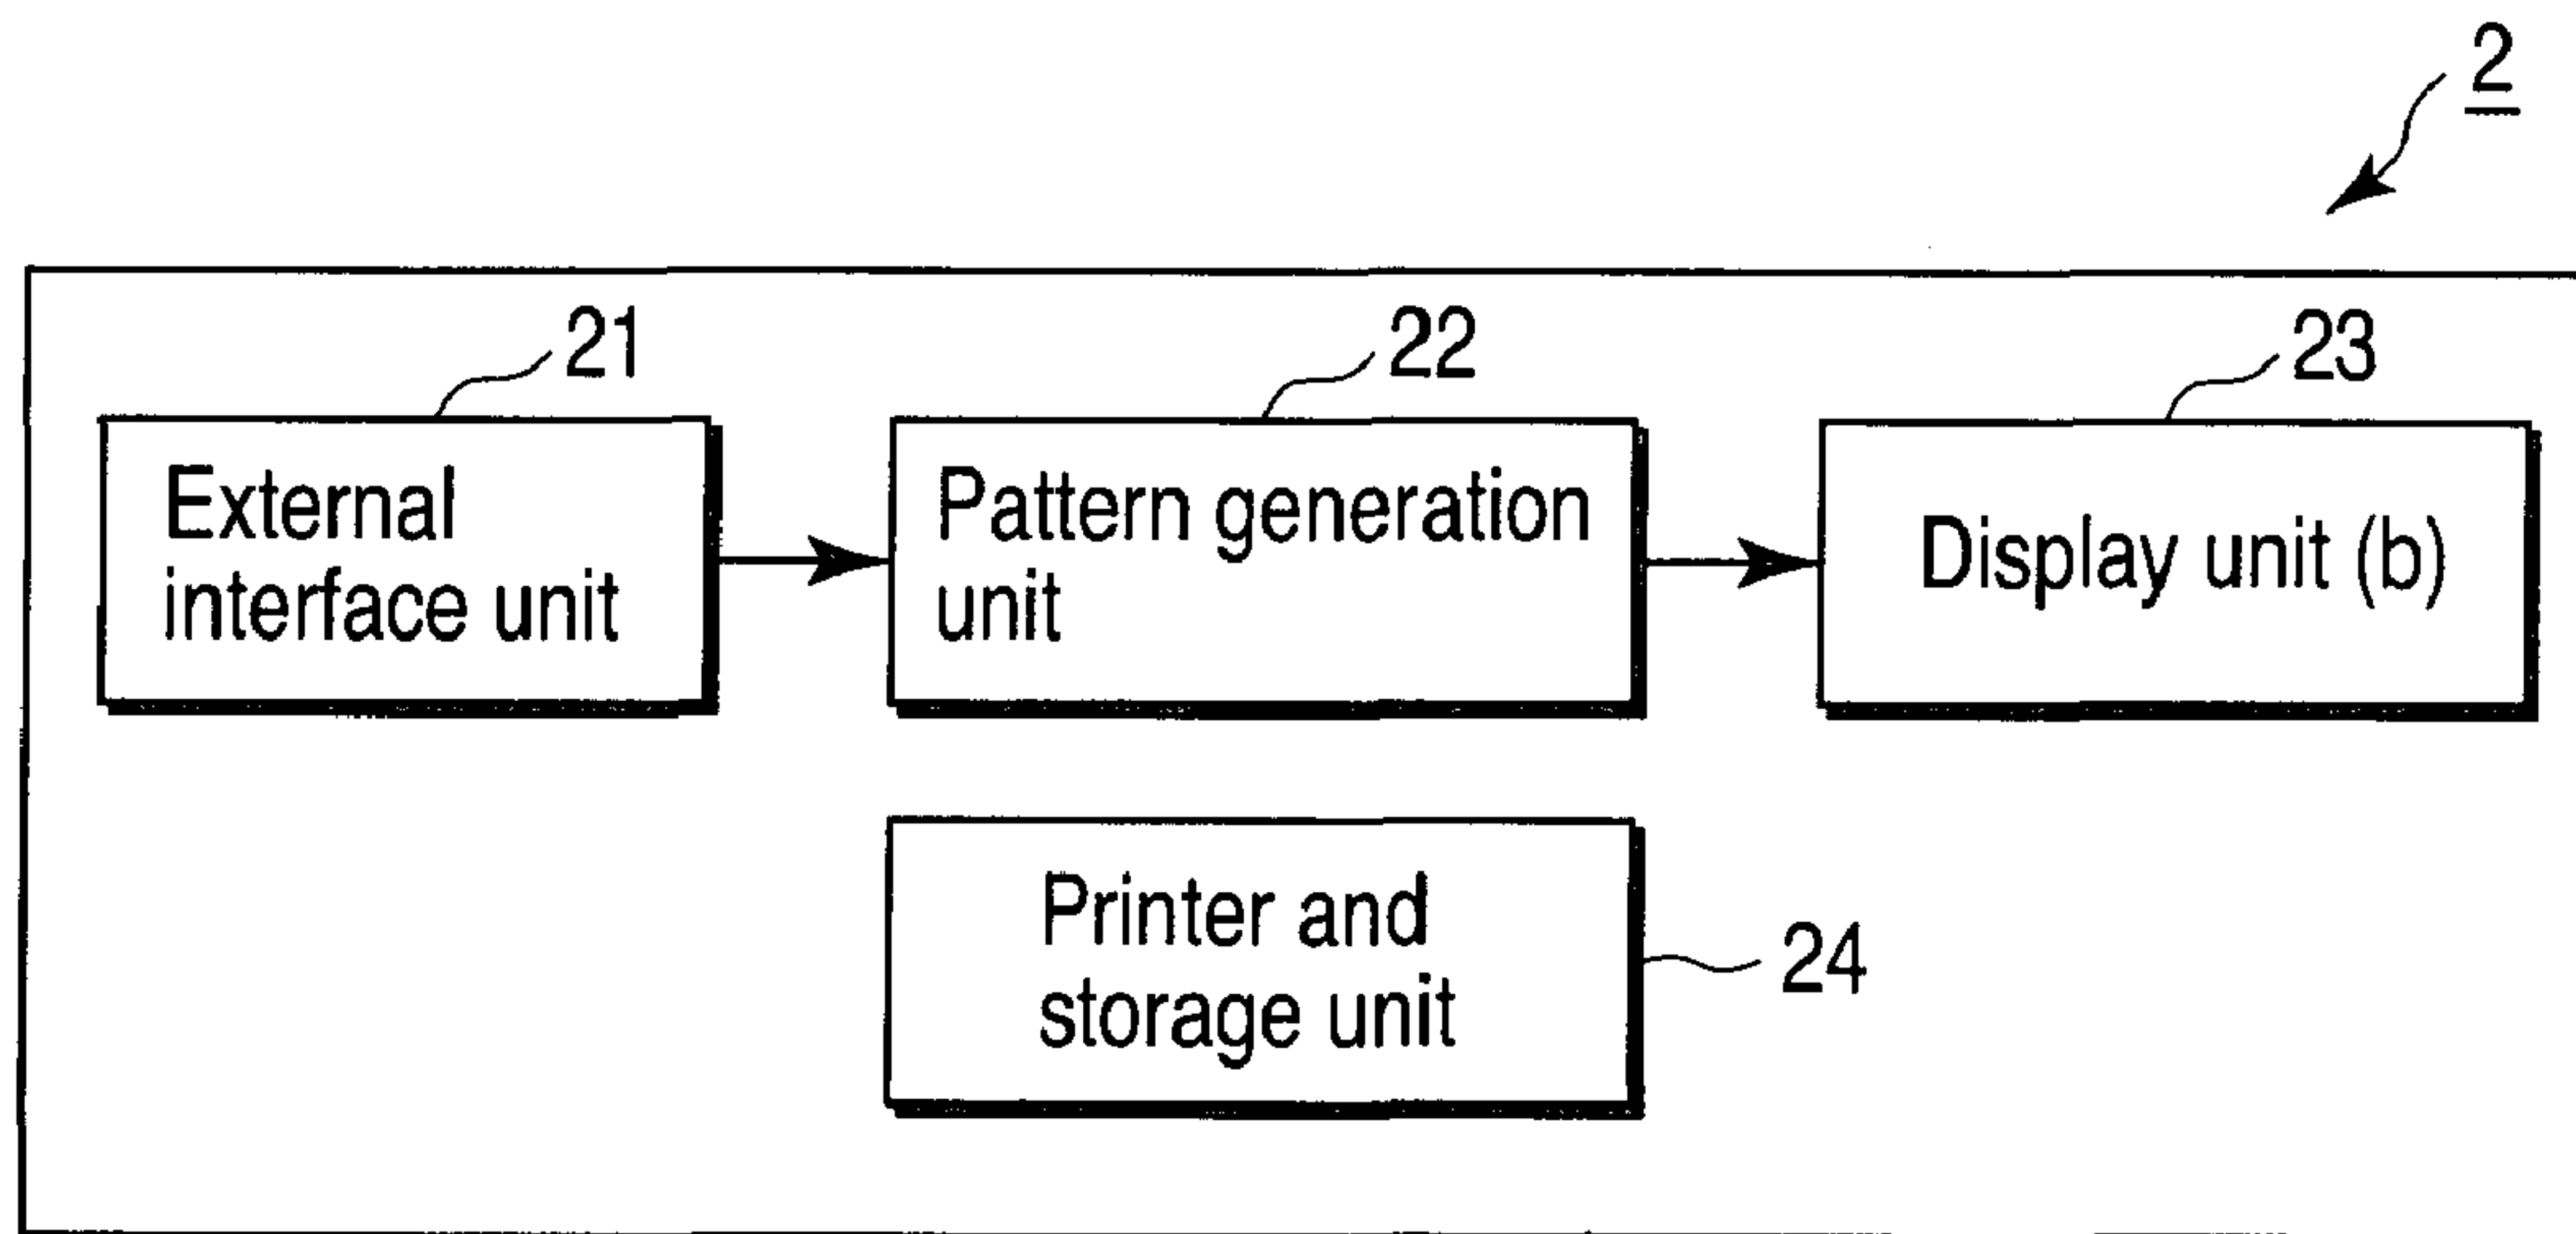 2
21
22
23
External
interface unit
Pattern generation
unit
Display unit (b)
Printer and
storage unit
24